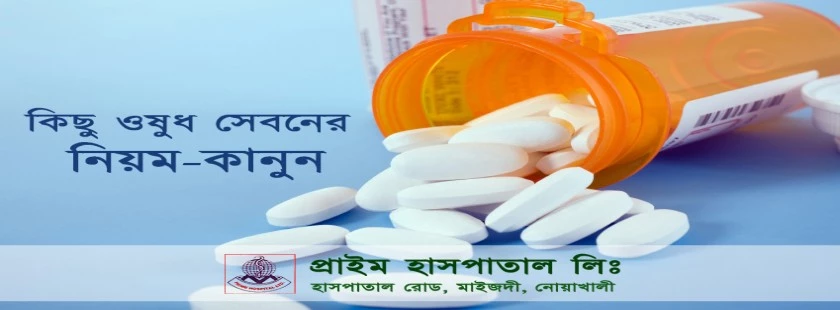 কিছু ওষুধ সেবনের
নিয়ম-কানুন
প্রাইম হাসপাতাল লিঃ
হাসপাতাল রোড, মাইজদী, নোয়াখালী